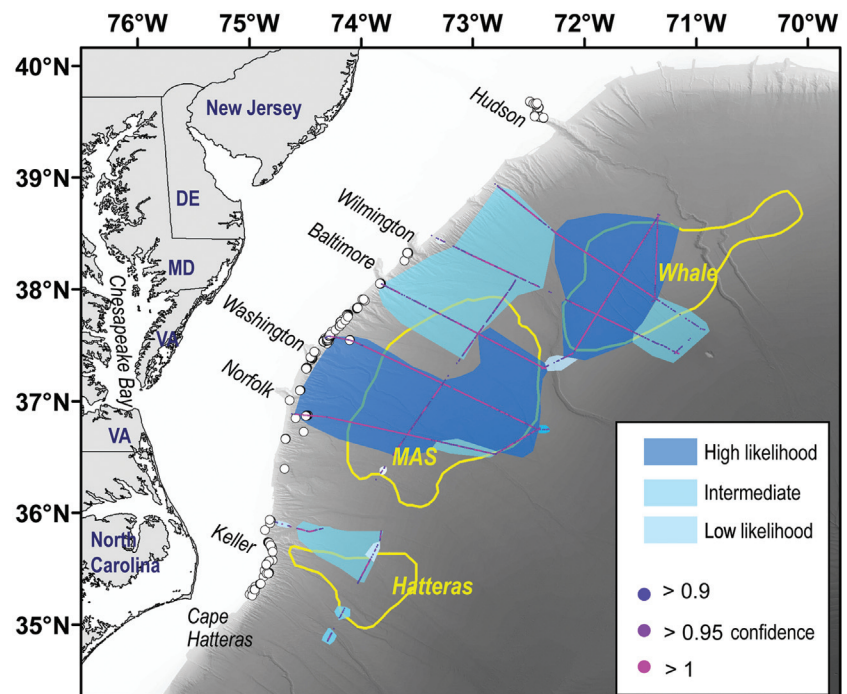 76°W 75°W 74°W 73°W 72°W 71°W 70°W
40°N
39°N
38°N
37°N
36°N
35°N
New Jersey
DE
MD
VA
VA
Chesapeake Bay
North
Carolina
Hudson
Wilmington
Baltimore
Washington
Norfolk
Keller
Cape
Hatteras
Whale
MAS
Hatteras
High likelihood
Intermediate
Low likelihood
> 0.9
> 0.95 confidence
> 1